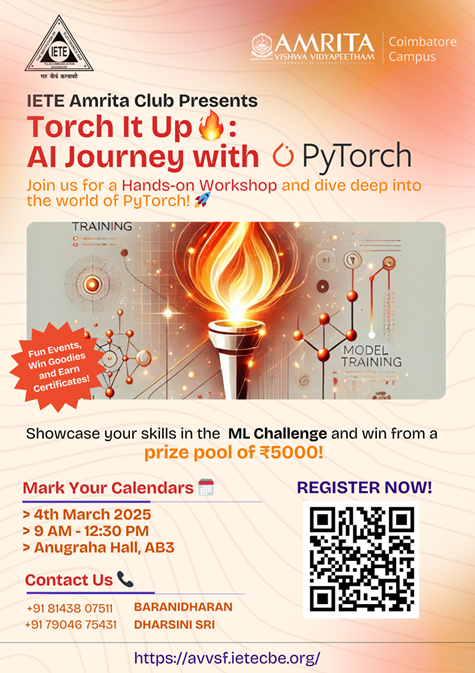 IETE
सह वीर्यं करवावहै
AMRITA
VISHWA VIDYAPEETHAM
Coimbatore
Campus
IETE Amrita Club Presents
Torch It Up🔥:
AI Journey with PyTorch
Join us for a Hands-on Workshop and dive deep into
the world of PyTorch! 🚀
TRAINING
MODEL
TRAINING
Fun Events,
Win Goodies
and Earn
Certificates!
Showcase your skills in the ML Challenge and win from a
prize pool of ₹5000!
Mark Your Calendars 🗓️
> 4th March 2025
> 9 AM - 12:30 PM
> Anugraha Hall, AB3
REGISTER NOW!
Contact Us 📞
+91 81438 07511 BARANIDHARAN
+91 79046 75431 DHARSINI SRI
https://avvsf.ietecbe.org/